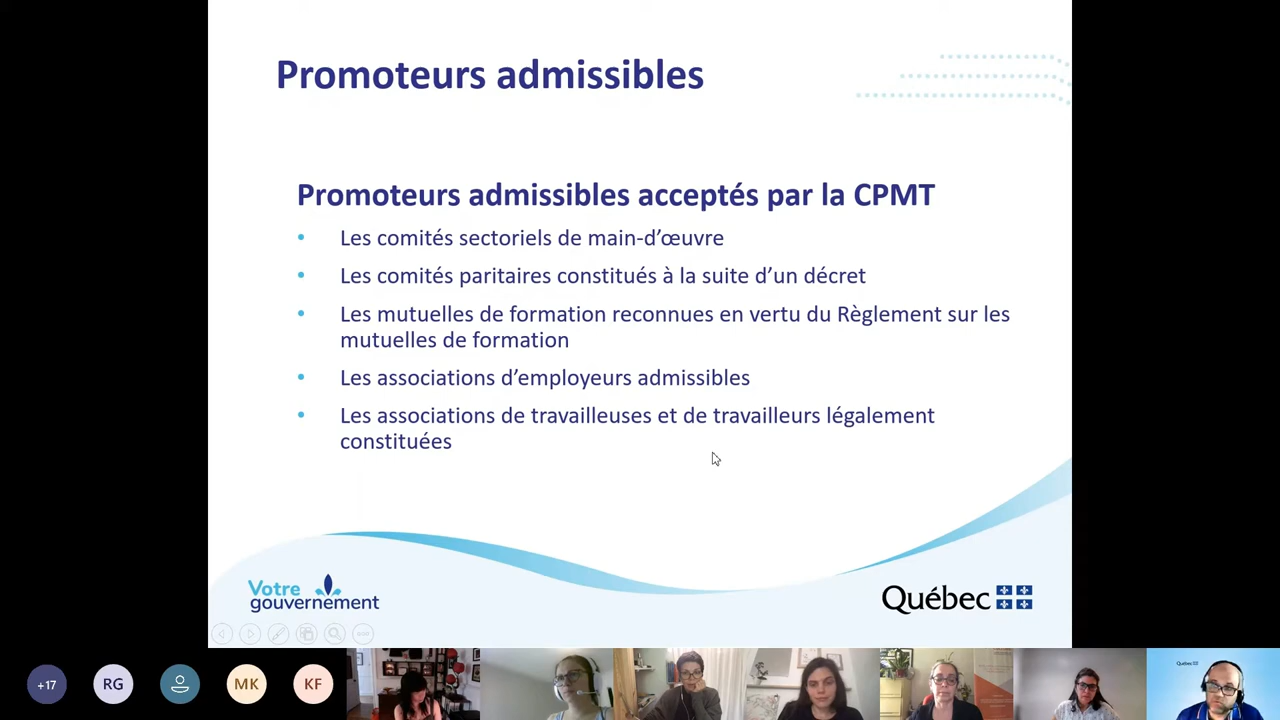 Promoteurs admissibles
Promoteurs admissibles acceptés par la CPMT
• Les comités sectoriels de main-d’œuvre
• Les comités paritaires constitués à la suite d’un décret
• Les mutuelles de formation reconnues en vertu du Règlement sur les
mutuelles de formation
• Les associations d’employeurs admissibles
• Les associations de travailleuses et de travailleurs légalement
constituées
Votre
gouvernement
Québec
+17
RG
MK
KF
Québec